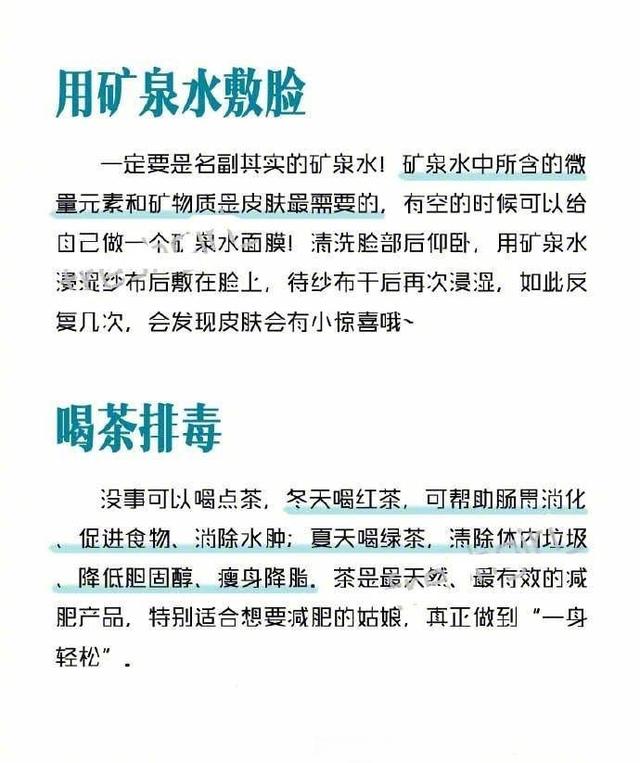 用矿泉水敷脸
一定要是名副其实的矿泉水！矿泉水中所含的微
量元素和矿物质是皮肤最需要的，有空的时候可以给
自己做一个矿泉水面膜！清洗脸部后仰卧，用矿泉水
浸湿纱布后敷在脸上，待纱布干后再次浸湿，如此反
复几次，会发现皮肤会有小惊喜哦~
喝茶排毒
没事可以喝点茶，冬天喝红茶，可帮助肠胃消化
、促进食物、消除水肿；夏天喝绿茶，清除体内垃圾
、降低胆固醇、瘦身降脂。茶是最天然、最有效的减
肥产品，特别适合想要减肥的姑娘，真正做到“一身
轻松”。